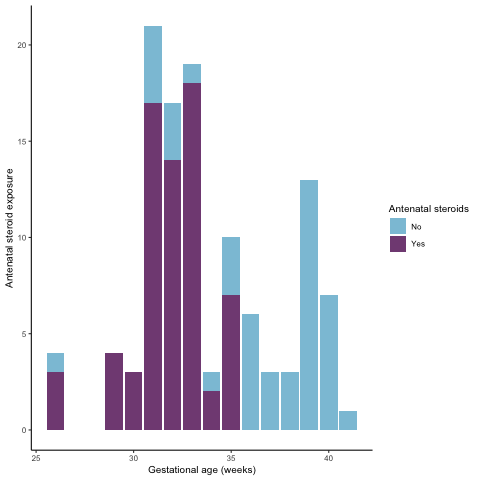 Antenatal steroid exposure
20
15
10
5
0
25
30
35
40
Gestational age (weeks)
Antenatal steroids
No
Yes